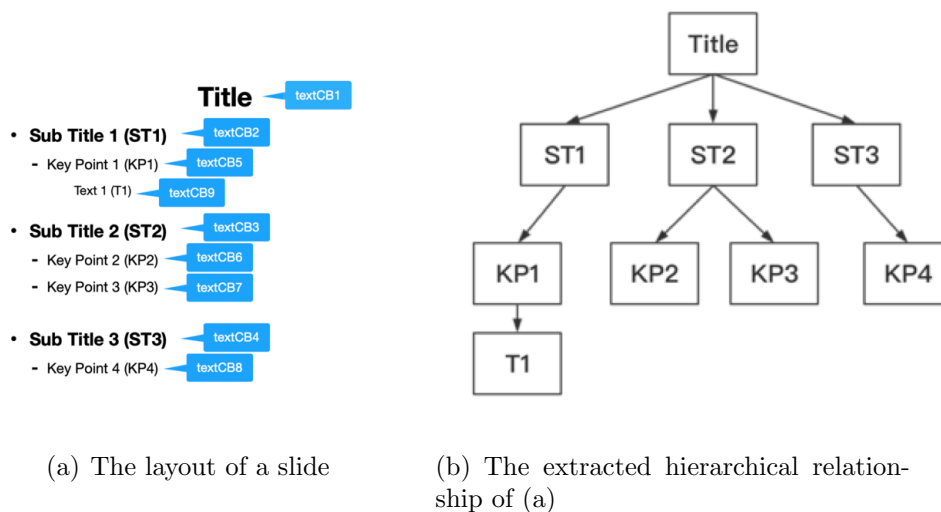 Title textCB1
• Sub Title 1 (ST1) textCB2
- Key Point 1 (KP1) textCB5
Text 1 (T1) textCB9
• Sub Title 2 (ST2) textCB3
- Key Point 2 (KP2) textCB6
- Key Point 3 (KP3) textCB7
• Sub Title 3 (ST3) textCB4
- Key Point 4 (KP4) textCB8
(a) The layout of a slide
Title
ST1 ST2 ST3
KP1 KP2 KP3 KP4
T1
(b) The extracted hierarchical relation-
ship of (a)